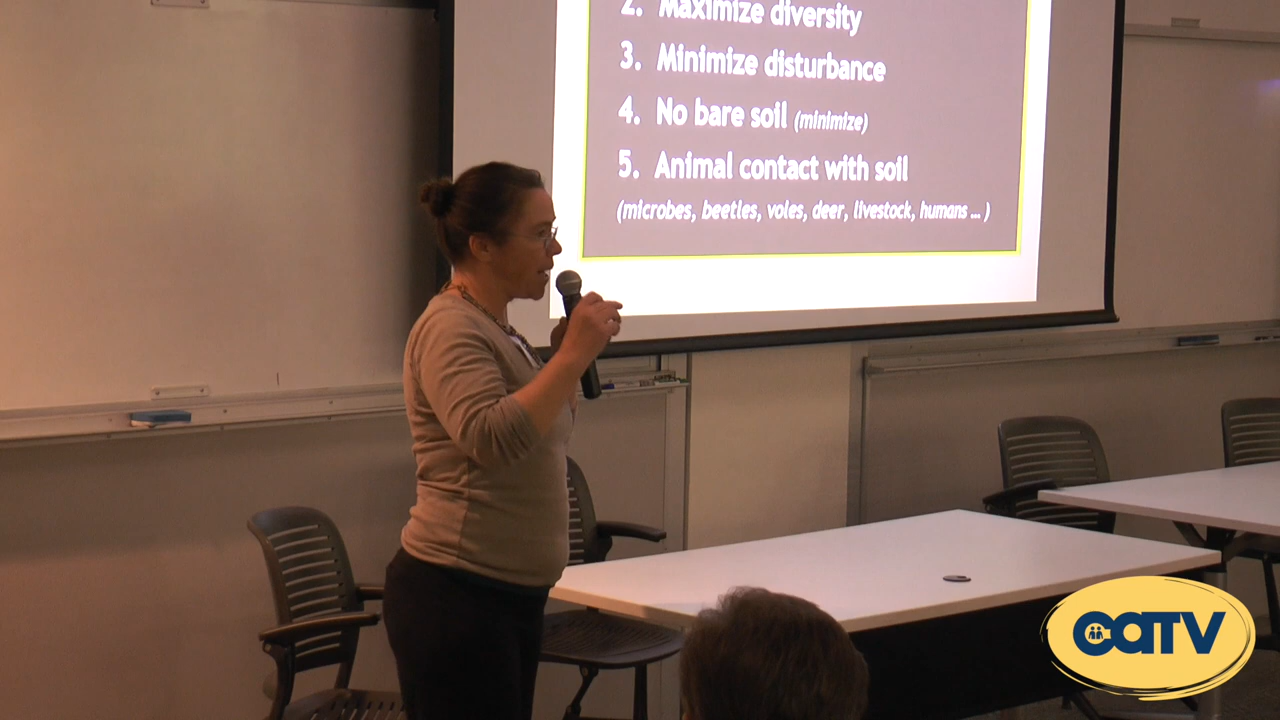 2. Maximize diversity
3. Minimize disturbance
4. No bare soil (minimize)
5. Animal contact with soil
(microbes, beetles, voles, deer, livestock, humans ... )
CATV